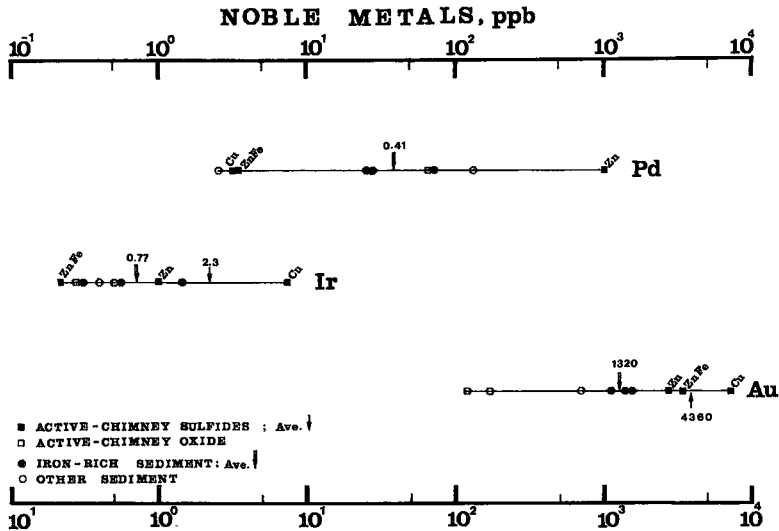 NOBLE METALS, ppb
10⁻¹ 10⁰ 10¹ 10² 10³ 10⁴
Cu ZnFe 0.41 Zn Pd
ZnFe 0.77 Zn 2.3 Cu Ir
1320 Zn ZnFe Cu Au
4360
■ ACTIVE-CHIMNEY SULFIDES ; Ave. ↓
□ ACTIVE-CHIMNEY OXIDE
● IRON-RICH SEDIMENT: Ave. ↓
○ OTHER SEDIMENT
10¹ 10⁰ 10¹ 10² 10³ 10⁴